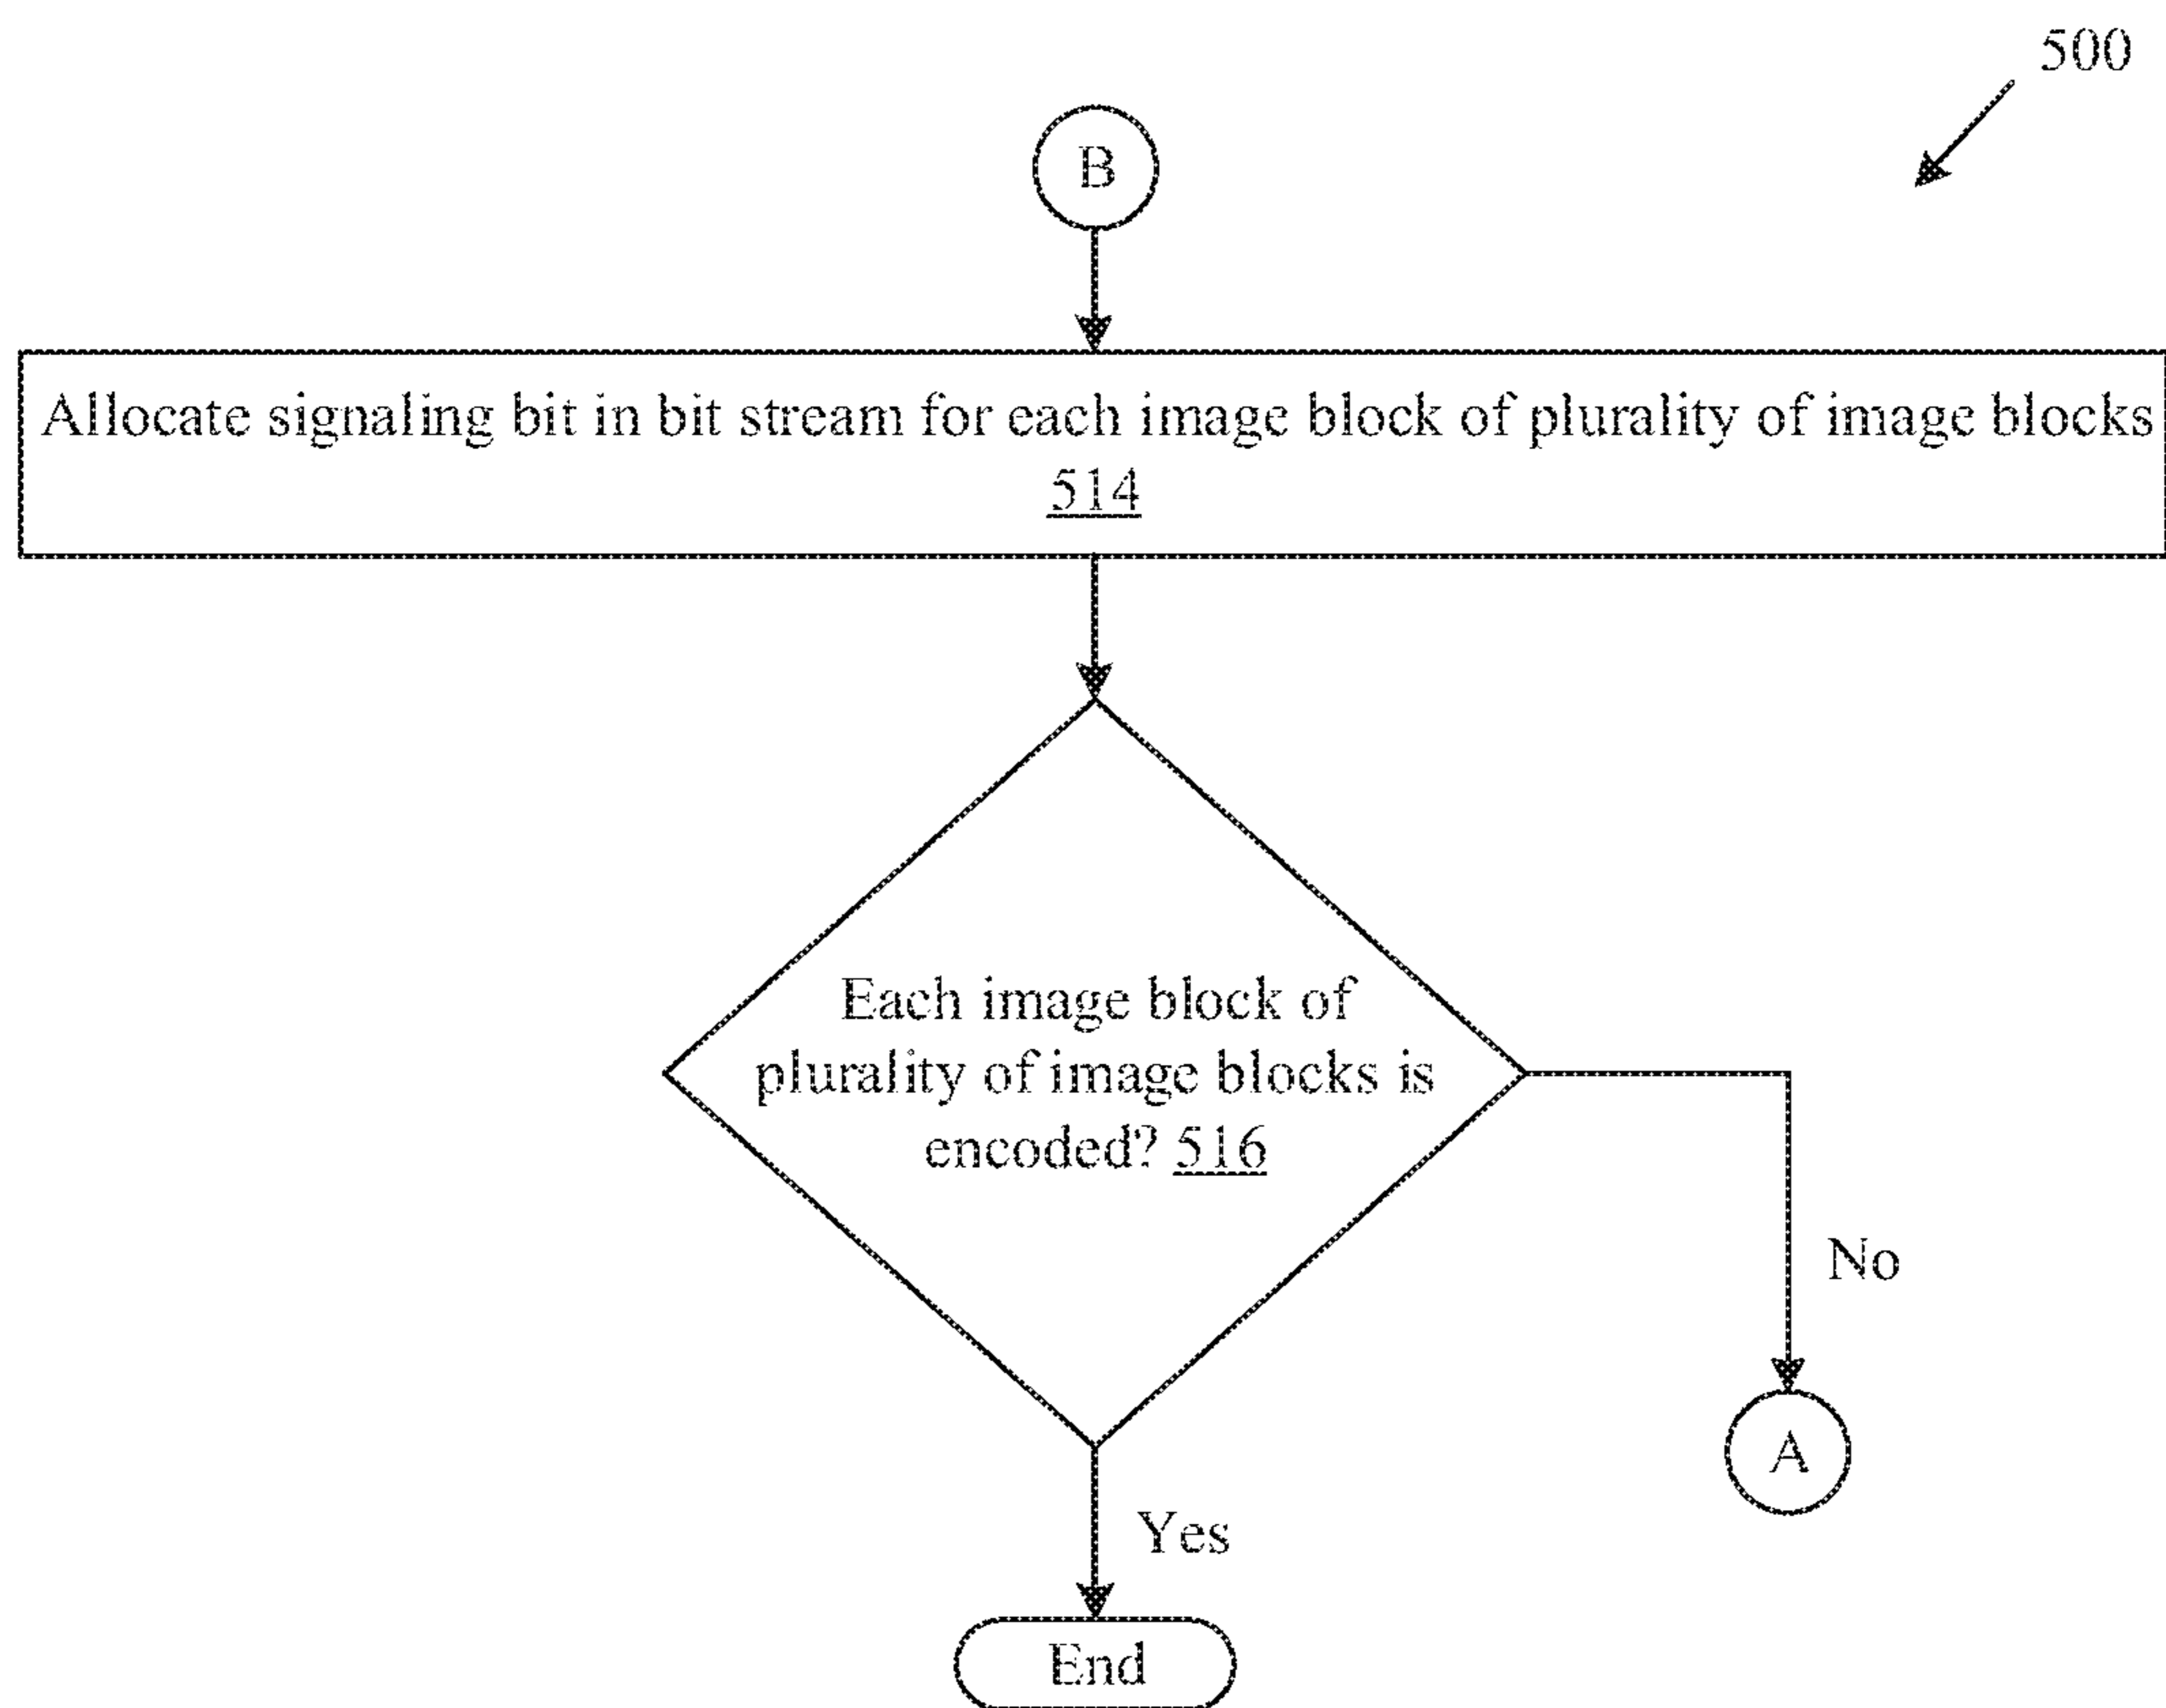 500
B
Allocate signaling bit in bit stream for each image block of plurality of image blocks
514
Each image block of
plurality of image blocks is
encoded? 516
No
A
Yes
End